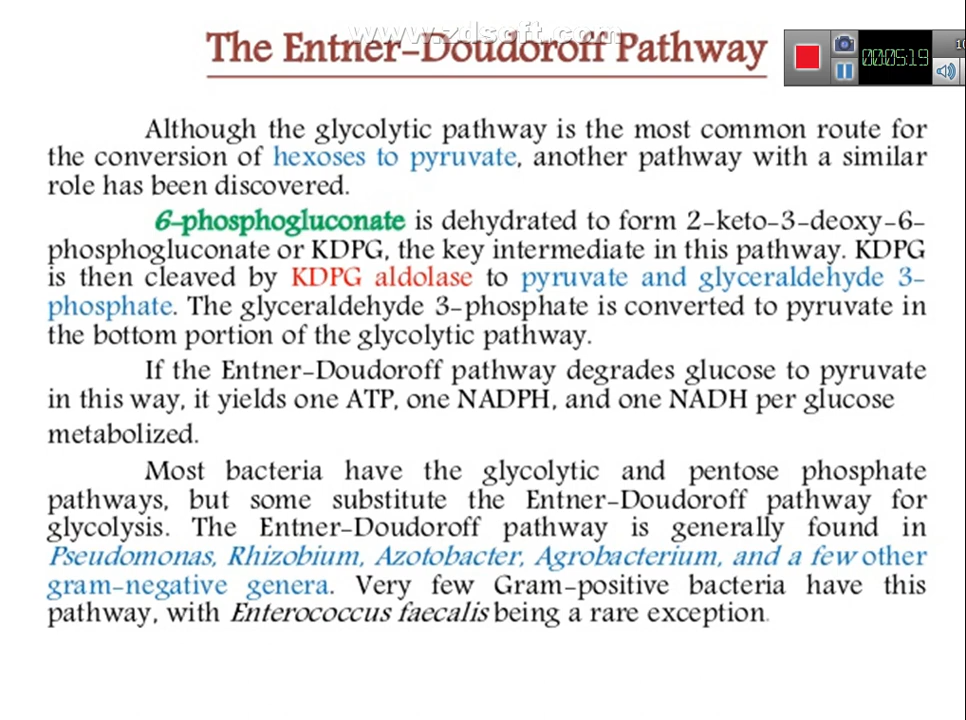 www.zdsoft.com
The Entner-Doudoroff Pathway
00:05:19
10
Although the glycolytic pathway is the most common route for
the conversion of hexoses to pyruvate, another pathway with a similar
role has been discovered.
6-phosphogluconate is dehydrated to form 2-keto-3-deoxy-6-
phosphogluconate or KDPG, the key intermediate in this pathway. KDPG
is then cleaved by KDPG aldolase to pyruvate and glyceraldehyde 3-
phosphate. The glyceraldehyde 3-phosphate is converted to pyruvate in
the bottom portion of the glycolytic pathway.
If the Entner-Doudoroff pathway degrades glucose to pyruvate
in this way, it yields one ATP, one NADPH, and one NADH per glucose
metabolized.
Most bacteria have the glycolytic and pentose phosphate
pathways, but some substitute the Entner-Doudoroff pathway for
glycolysis. The Entner-Doudoroff pathway is generally found in
Pseudomonas, Rhizobium, Azotobacter, Agrobacterium, and a few other
gram-negative genera. Very few Gram-positive bacteria have this
pathway, with Enterococcus faecalis being a rare exception.